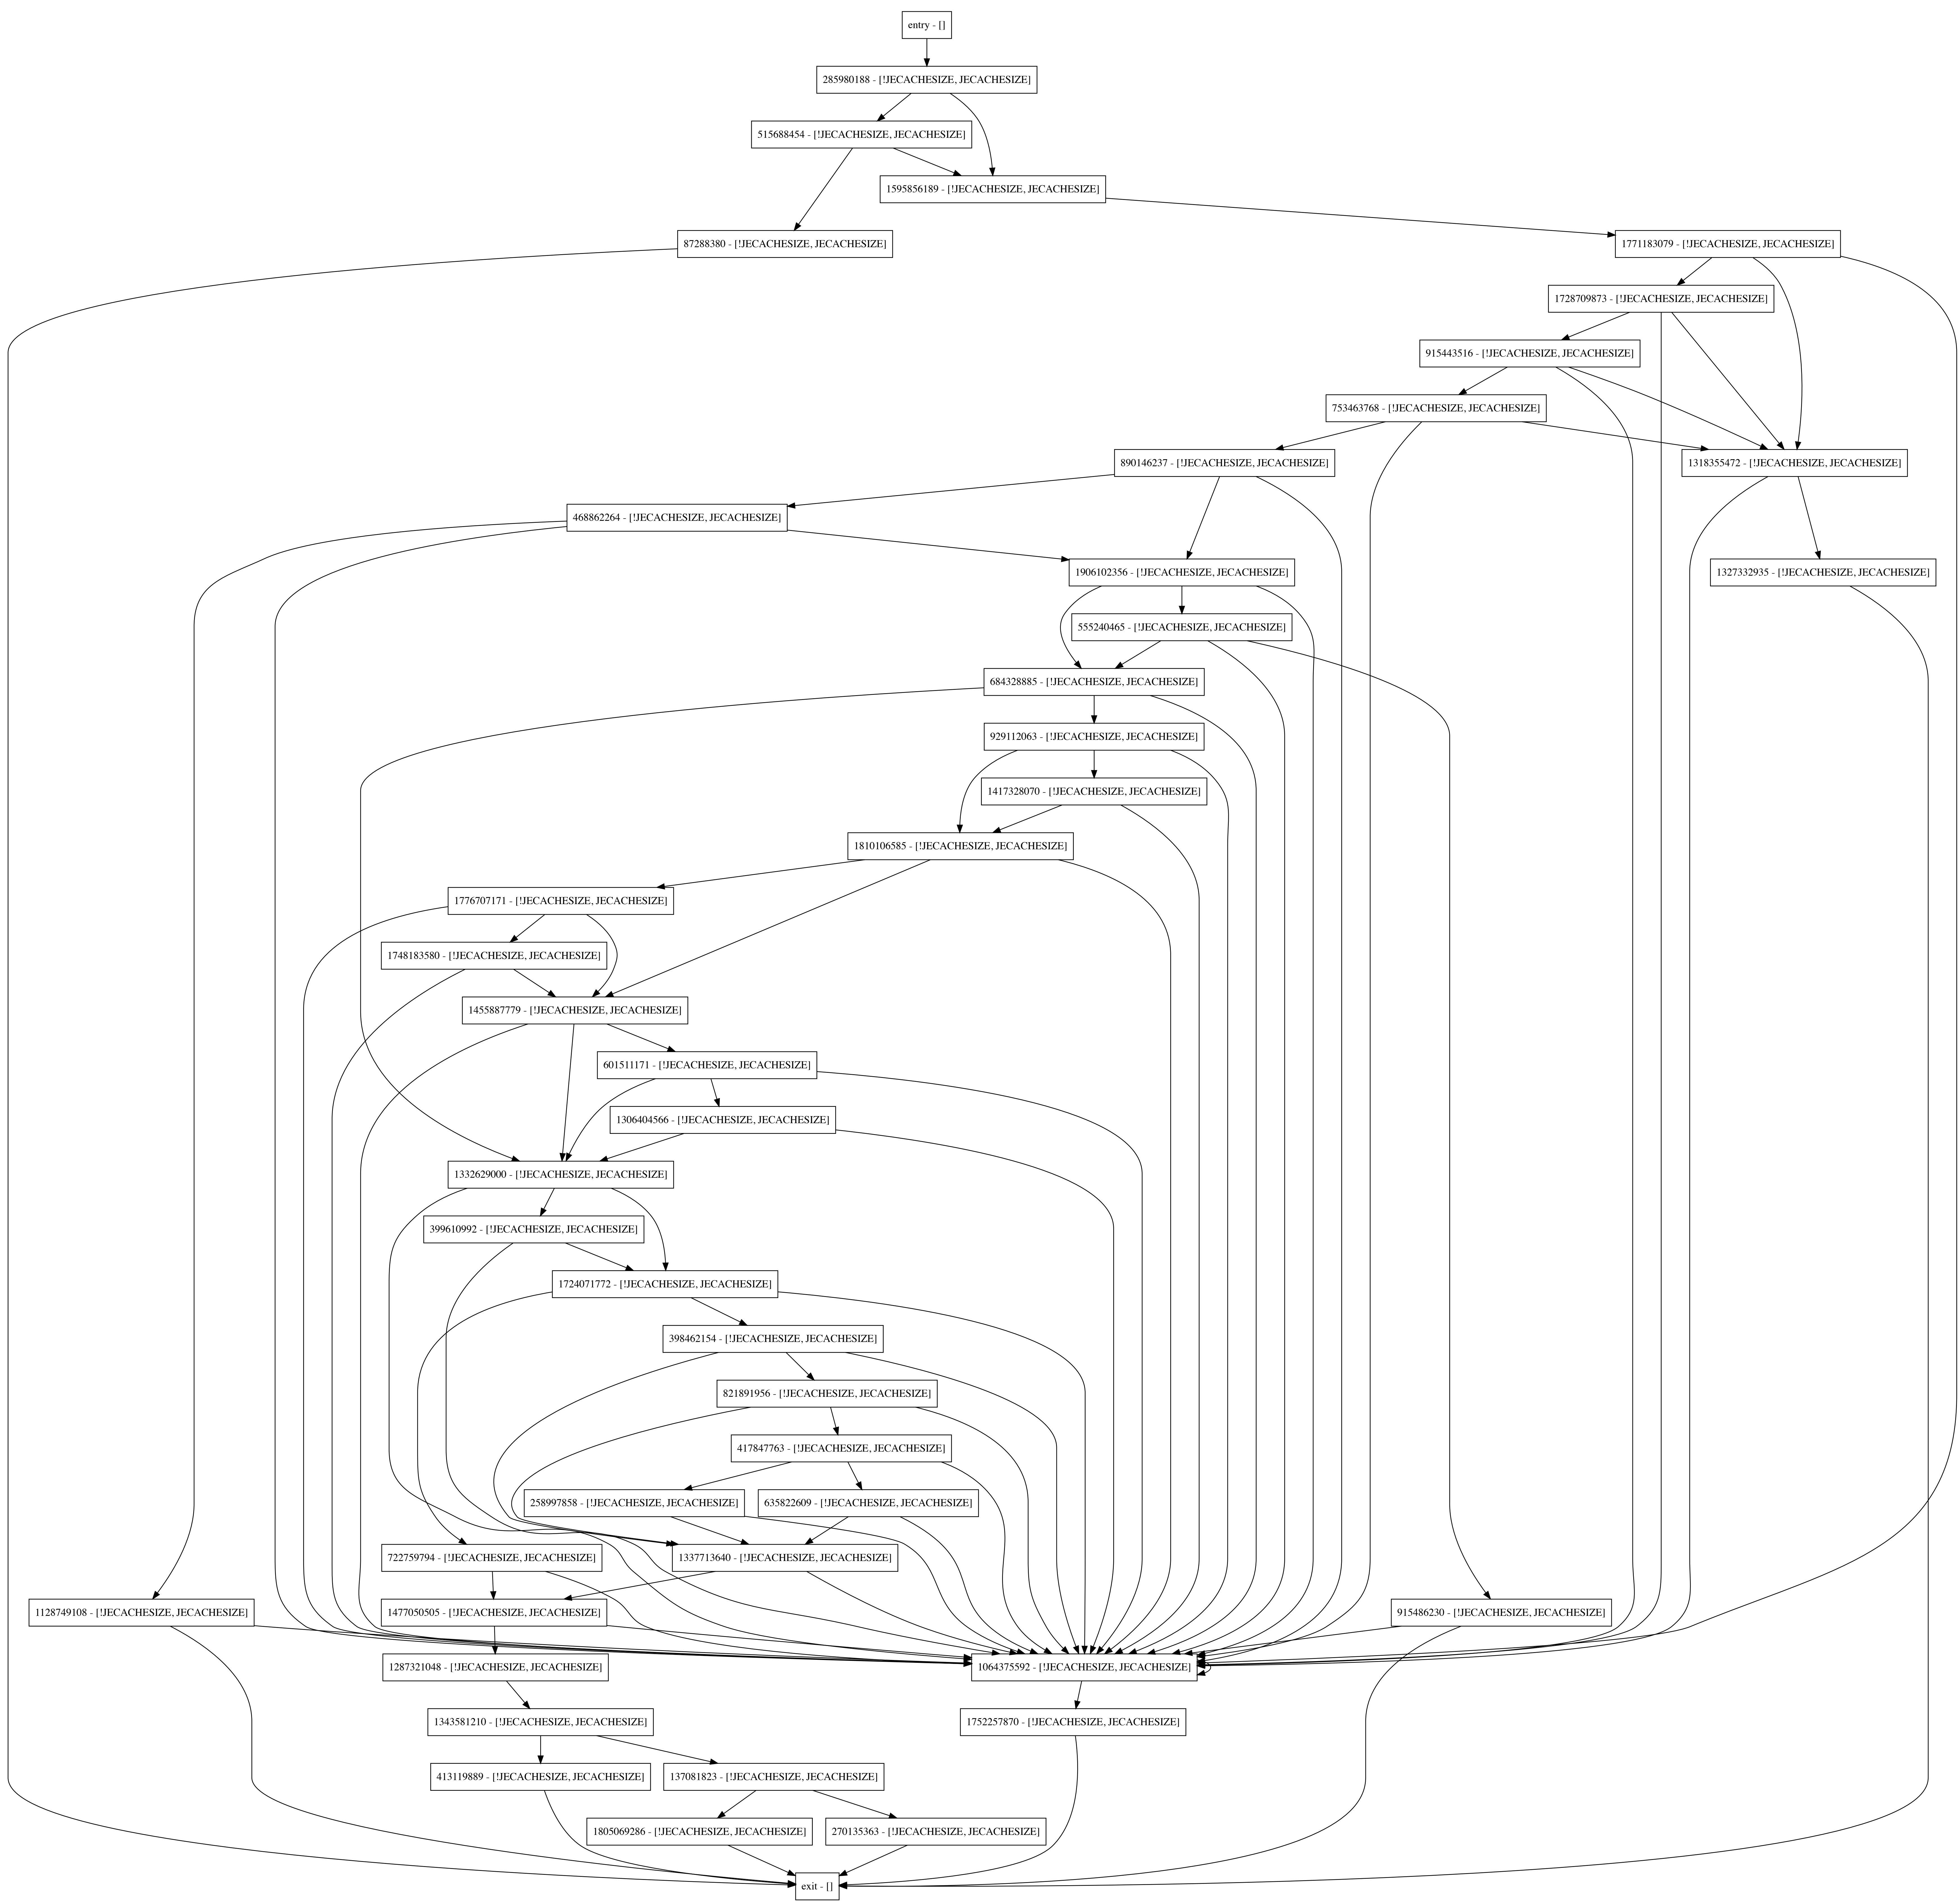 entry - []
285980188 - [!JECACHESIZE, JECACHESIZE]
515688454 - [!JECACHESIZE, JECACHESIZE]
1595856189 - [!JECACHESIZE, JECACHESIZE]
87288380 - [!JECACHESIZE, JECACHESIZE]
1771183079 - [!JECACHESIZE, JECACHESIZE]
1728709873 - [!JECACHESIZE, JECACHESIZE]
915443516 - [!JECACHESIZE, JECACHESIZE]
753463768 - [!JECACHESIZE, JECACHESIZE]
890146237 - [!JECACHESIZE, JECACHESIZE]
1318355472 - [!JECACHESIZE, JECACHESIZE]
468862264 - [!JECACHESIZE, JECACHESIZE]
1906102356 - [!JECACHESIZE, JECACHESIZE]
1327332935 - [!JECACHESIZE, JECACHESIZE]
555240465 - [!JECACHESIZE, JECACHESIZE]
684328885 - [!JECACHESIZE, JECACHESIZE]
929112063 - [!JECACHESIZE, JECACHESIZE]
1417328070 - [!JECACHESIZE, JECACHESIZE]
1810106585 - [!JECACHESIZE, JECACHESIZE]
1776707171 - [!JECACHESIZE, JECACHESIZE]
1748183580 - [!JECACHESIZE, JECACHESIZE]
1455887779 - [!JECACHESIZE, JECACHESIZE]
601511171 - [!JECACHESIZE, JECACHESIZE]
1306404566 - [!JECACHESIZE, JECACHESIZE]
1332629000 - [!JECACHESIZE, JECACHESIZE]
399610992 - [!JECACHESIZE, JECACHESIZE]
1724071772 - [!JECACHESIZE, JECACHESIZE]
398462154 - [!JECACHESIZE, JECACHESIZE]
821891956 - [!JECACHESIZE, JECACHESIZE]
417847763 - [!JECACHESIZE, JECACHESIZE]
258997858 - [!JECACHESIZE, JECACHESIZE]
635822609 - [!JECACHESIZE, JECACHESIZE]
722759794 - [!JECACHESIZE, JECACHESIZE]
1337713640 - [!JECACHESIZE, JECACHESIZE]
1128749108 - [!JECACHESIZE, JECACHESIZE]
1477050505 - [!JECACHESIZE, JECACHESIZE]
915486230 - [!JECACHESIZE, JECACHESIZE]
1287321048 - [!JECACHESIZE, JECACHESIZE]
1064375592 - [!JECACHESIZE, JECACHESIZE]
1343581210 - [!JECACHESIZE, JECACHESIZE]
1752257870 - [!JECACHESIZE, JECACHESIZE]
413119889 - [!JECACHESIZE, JECACHESIZE]
137081823 - [!JECACHESIZE, JECACHESIZE]
1805069286 - [!JECACHESIZE, JECACHESIZE]
270135363 - [!JECACHESIZE, JECACHESIZE]
exit - []